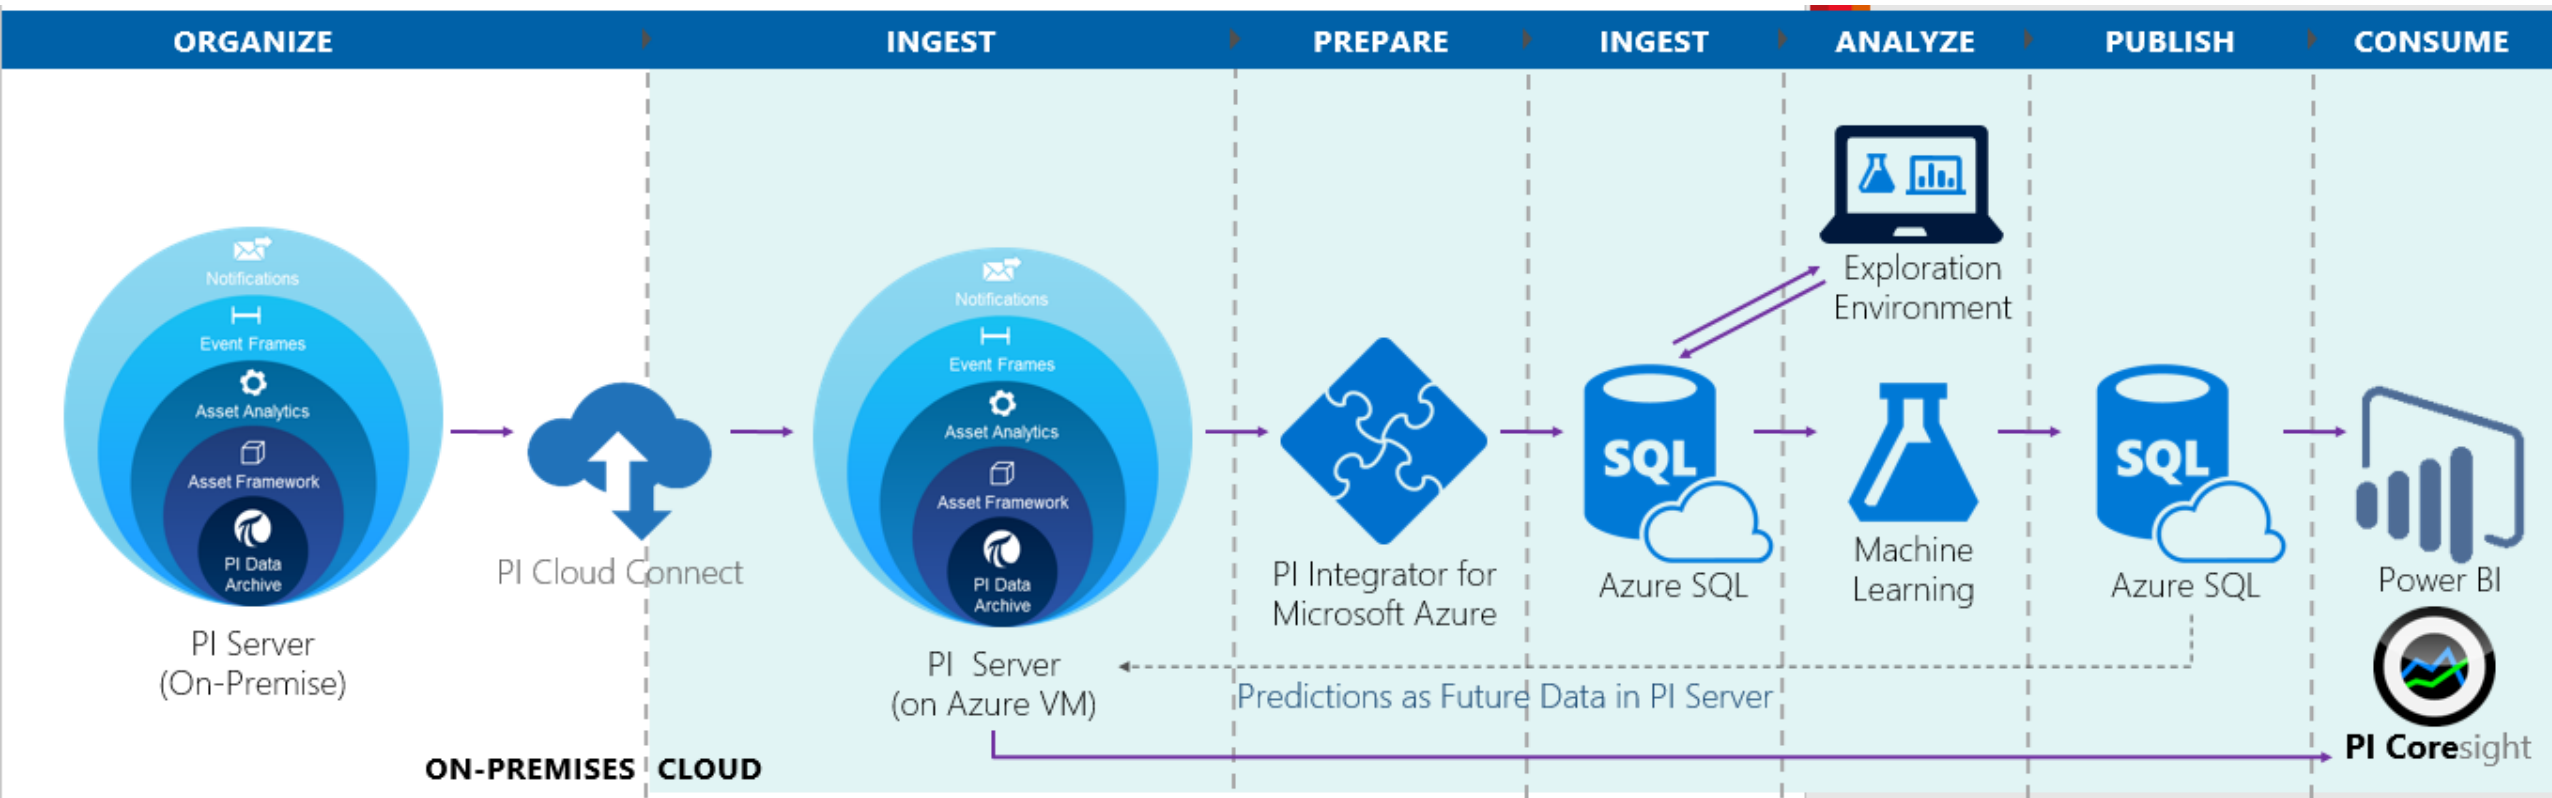 ORGANIZE
INGEST
PREPARE
INGEST
ANALYZE
PUBLISH
CONSUME
Notifications
Event Frames
Asset Analytics
Asset Framework
PI Data
Archive
PI Server
(On-Premise)
PI Cloud Connect
Notifications
Event Frames
Asset Analytics
Asset Framework
PI Data
Archive
PI Server
(on Azure VM)
PI Integrator for
Microsoft Azure
SQL
Azure SQL
Exploration
Environment
Machine
Learning
SQL
Azure SQL
Power BI
PI Coresight
Predictions as Future Data in PI Server
ON-PREMISES
CLOUD